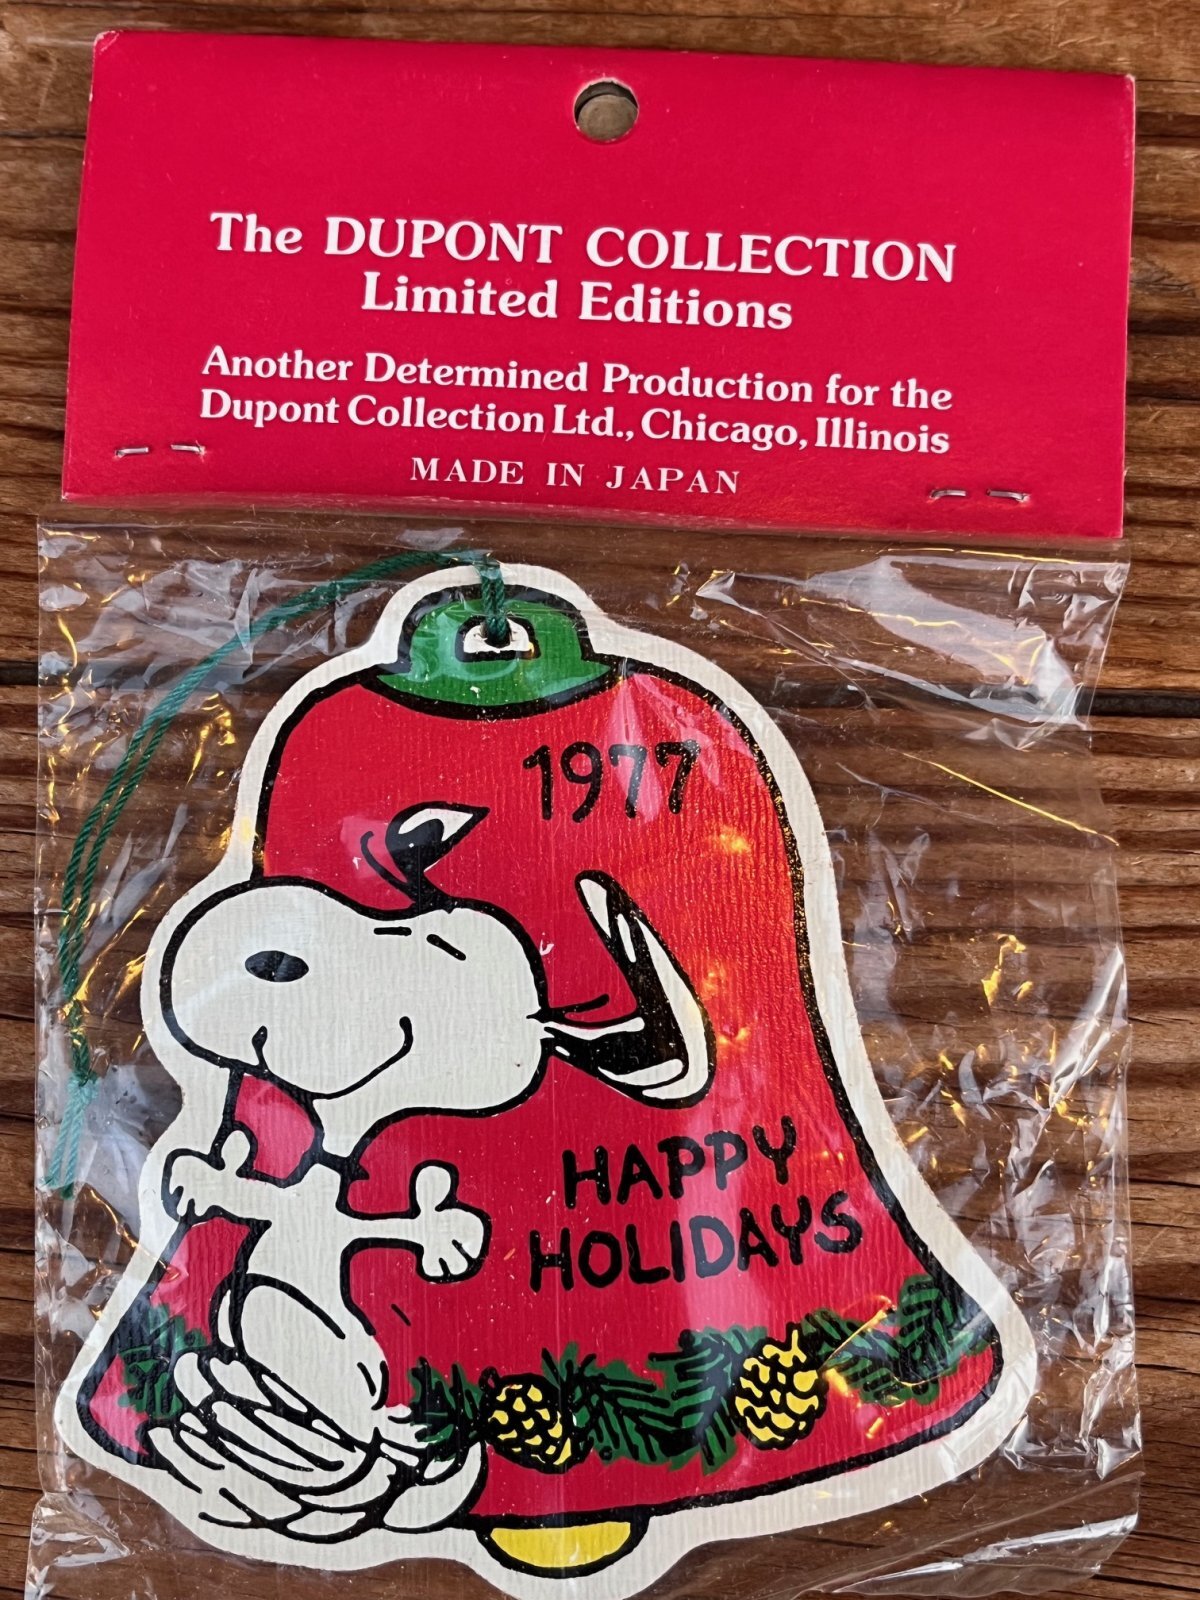 The DUPONT COLLECTION
Limited Editions
Another Determined Production for the
Dupont Collection Ltd., Chicago, Illinois
MADE IN JAPAN
1977
HAPPY
HOLIDAYS